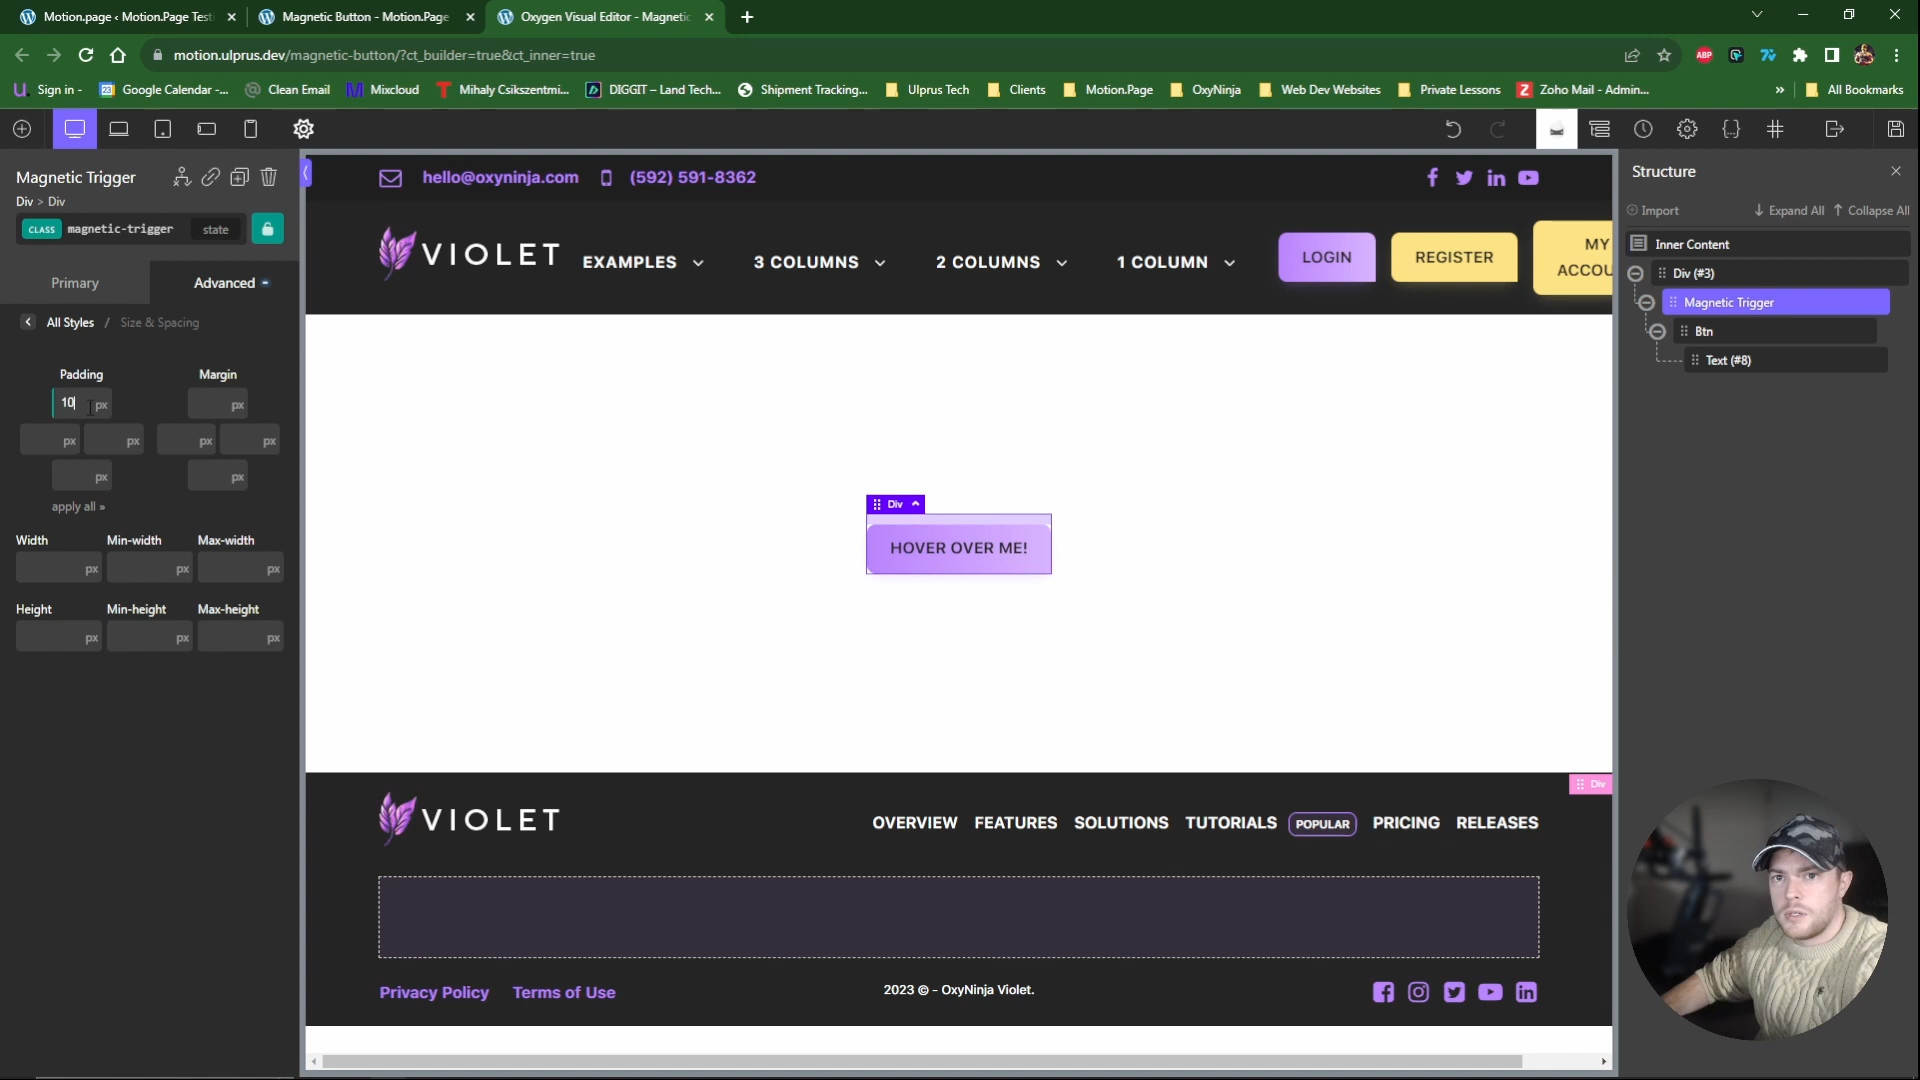 Motion.page ‹ Motion.Page Testi
Magnetic Button - Motion.Page
Oxygen Visual Editor - Magnetic
motion.ulprus.dev/magnetic-button/?ct_builder=true&ct_inner=true
ABP
Sign in -
Google Calendar -...
Clean Email
Mixcloud
Mihaly Csikszentmi...
DIGGIT – Land Tech...
Shipment Tracking...
Ulprus Tech
Clients
Motion.Page
OxyNinja
Web Dev Websites
Private Lessons
Zoho Mail - Admin...
»
All Bookmarks
Magnetic Trigger
Div > Div
CLASS magnetic-trigger state
Primary
Advanced
All Styles / Size & Spacing
Padding
Margin
10 px
px
px px
px px
px
px
apply all »
Width
Min-width
Max-width
px
px
px
Height
Min-height
Max-height
px
px
px
hello@oxyninja.com
(592) 591-8362
VIOLET
EXAMPLES
3 COLUMNS
2 COLUMNS
1 COLUMN
LOGIN
REGISTER
MY
ACCOU
Div
HOVER OVER ME!
Div
VIOLET
OVERVIEW
FEATURES
SOLUTIONS
TUTORIALS
POPULAR
PRICING
RELEASES
Privacy Policy
Terms of Use
2023 © - OxyNinja Violet.
Structure
Import
Expand All
Collapse All
Inner Content
Div (#3)
Magnetic Trigger
Btn
Text (#8)